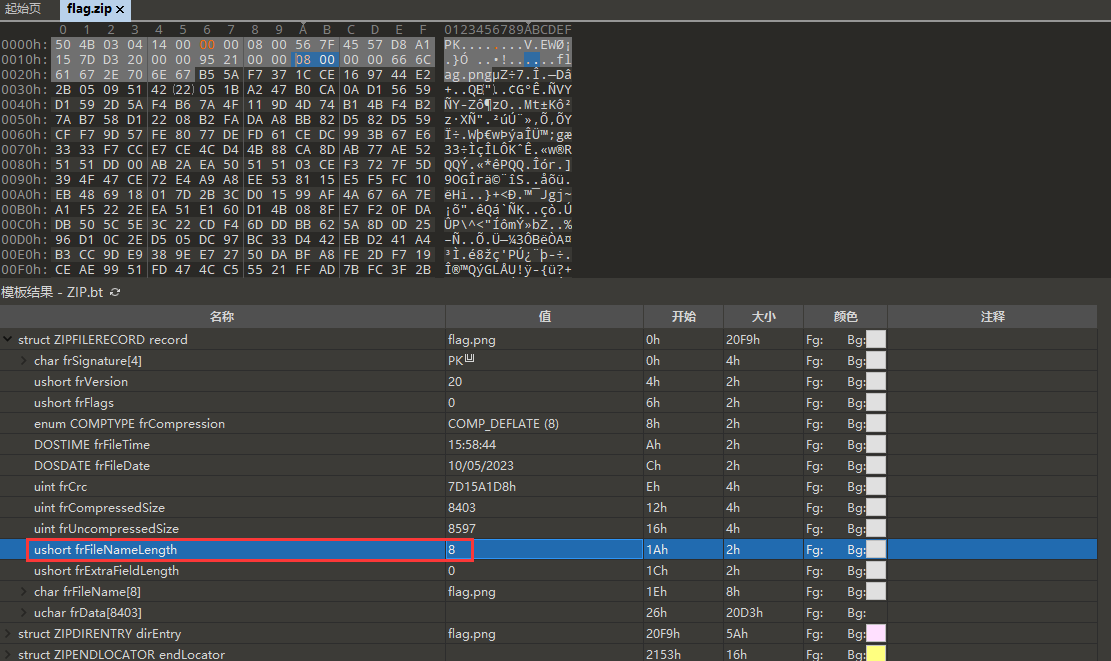 起始页 flag.zip ×
0 1 2 3 4 5 6 7 8 9 A B C D E F 0123456789ABCDEF
0000h: 50 4B 03 04 14 00 00 00 08 00 56 7F 45 57 D8 A1 PK........V.EWØ¡
0010h: 15 7D D3 20 00 00 95 21 00 00 08 00 00 00 66 6C .}Ó ..•!......fl
0020h: 61 67 2E 70 6E 67 B5 5A F7 37 1C CE 16 97 44 E2 ag.pngµZ÷7.Î.—Dâ
0030h: 2B 05 09 51 42 (22) 05 1B A2 47 B0 CA 0A D1 56 59 +..QB"..¢G°Ê.ÑVY
0040h: D1 59 2D 5A F4 B6 7A 4F 11 9D 4D 74 B1 4B F4 B2 ÑY-Zô¶zO..Mt±Kô²
0050h: 7A B7 58 D1 22 08 B2 FA DA A8 BB 82 D5 82 D5 59 z·XÑ".²úÚ¨»‚Õ‚ÕY
0060h: CF F7 9D 57 FE 80 77 DE FD 61 CE DC 99 3B 67 E6 Ï÷.Wþ€wÞýaÎÜ™;gæ
0070h: 33 33 F7 CC E7 CE 4C D4 4B 88 CA 8D AB 77 AE 52 33÷ÌçÎLÔKˆÊ.«w®R
0080h: 51 51 DD 00 AB 2A EA 50 51 51 03 CE F3 72 7F 5D QQÝ.«*êPQQ.Îór.]
0090h: 39 4F 47 CE 72 E4 A9 A8 EE 53 81 15 E5 F5 FC 10 9OGÎrä©¨îS..åõü.
00A0h: EB 48 69 18 01 7D 2B 3C D0 15 99 AF 4A 67 6A 7E ëHi..}+<Ð.™¯Jgj~
00B0h: A1 F5 22 2E EA 51 E1 60 D1 4B 08 8F E7 F2 0F DA ¡õ".êQá`ÑK..çò.Ú
00C0h: DB 50 5C 5E 3C 22 CD F4 6D DD BB 62 5A 8D 0D 25 ÛP\^<"ÍômÝ»bZ..%
00D0h: 96 D1 0C 2E D5 05 DC 97 BC 33 D4 42 EB D2 41 A4 –Ñ..Õ.Ü—¼3ÔBëÒA¤
00E0h: B3 CC 9D E9 38 9E E7 27 50 DA BF A8 FE 2D F7 19 ³Ì.é8žç'PÚ¿¨þ-÷.
00F0h: CE AE 99 51 FD 47 4C C5 55 21 FF AD 7B FC 3F 2B Î®™QýGLÅU!ÿ-{ü?+
模板结果 - ZIP.bt
名称 值 开始 大小 颜色 注释
struct ZIPFILERECORD record flag.png 0h 20F9h Fg: Bg:
char frSignature[4] PK 0h 4h Fg: Bg:
ushort frVersion 20 4h 2h Fg: Bg:
ushort frFlags 0 6h 2h Fg: Bg:
enum COMPTYPE frCompression COMP_DEFLATE (8) 8h 2h Fg: Bg:
DOSTIME frFileTime 15:58:44 Ah 2h Fg: Bg:
DOSDATE frFileDate 10/05/2023 Ch 2h Fg: Bg:
uint frCrc 7D15A1D8h Eh 4h Fg: Bg:
uint frCompressedSize 8403 12h 4h Fg: Bg:
uint frUncompressedSize 8597 16h 4h Fg: Bg:
ushort frFileNameLength 8 1Ah 2h Fg: Bg:
ushort frExtraFieldLength 0 1Ch 2h Fg: Bg:
char frFileName[8] flag.png 1Eh 8h Fg: Bg:
uchar frData[8403] 26h 20D3h Fg: Bg:
struct ZIPDIRENTRY dirEntry flag.png 20F9h 5Ah Fg: Bg:
struct ZIPENDLOCATOR endLocator 2153h 16h Fg: Bg: